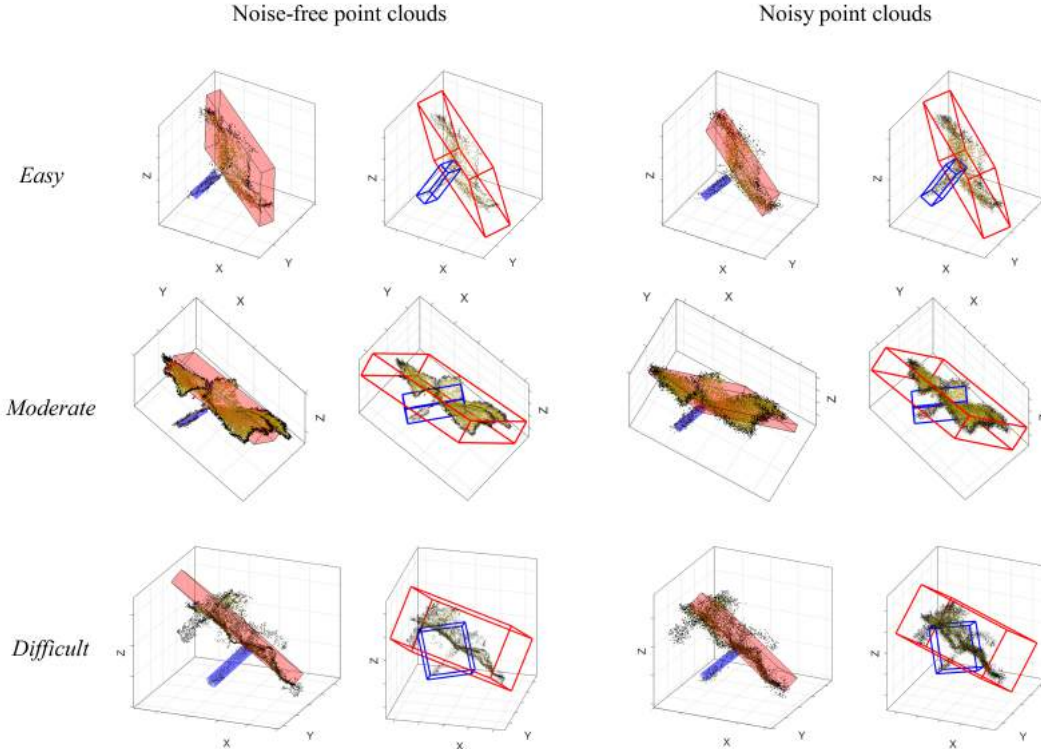 Noise-free point clouds Noisy point clouds
Easy
Z Z Z Z
X Y X Y X Y X Y
Moderate
Y X Y X Y X Y X
Z Z Z Z
Difficult
Z Z Z Z
X Y X Y X Y X Y